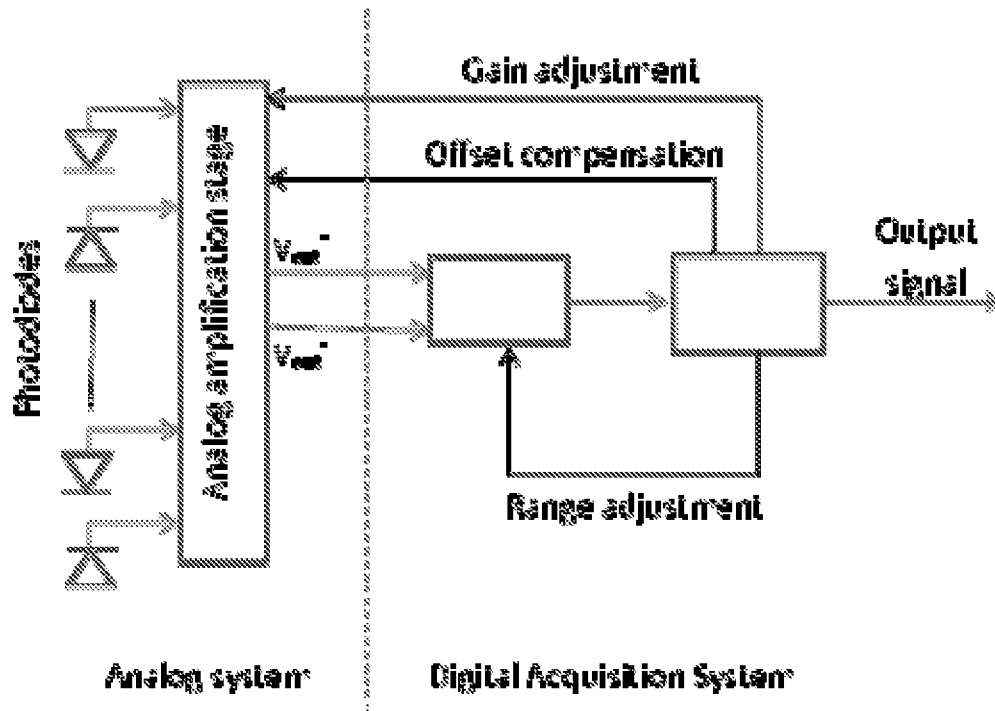 Gain adjustment
Offset compensation
Output
signal
Photodiodes
Analog amplification stage
Range adjustment
Analog system
Digital Acquisition System